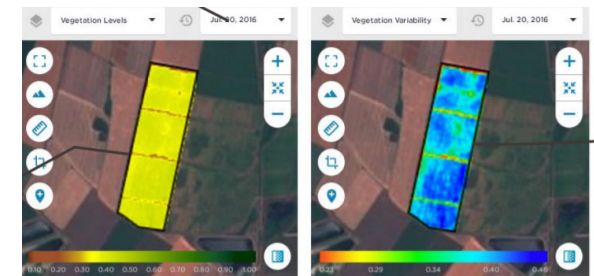 Vegetation Levels
Jul. 20, 2016
0.10 0.20 0.30 0.40 0.50 0.60 0.70 0.80 0.90 1.00
Vegetation Variability
Jul. 20, 2016
0.23 0.29 0.34 0.40 0.46